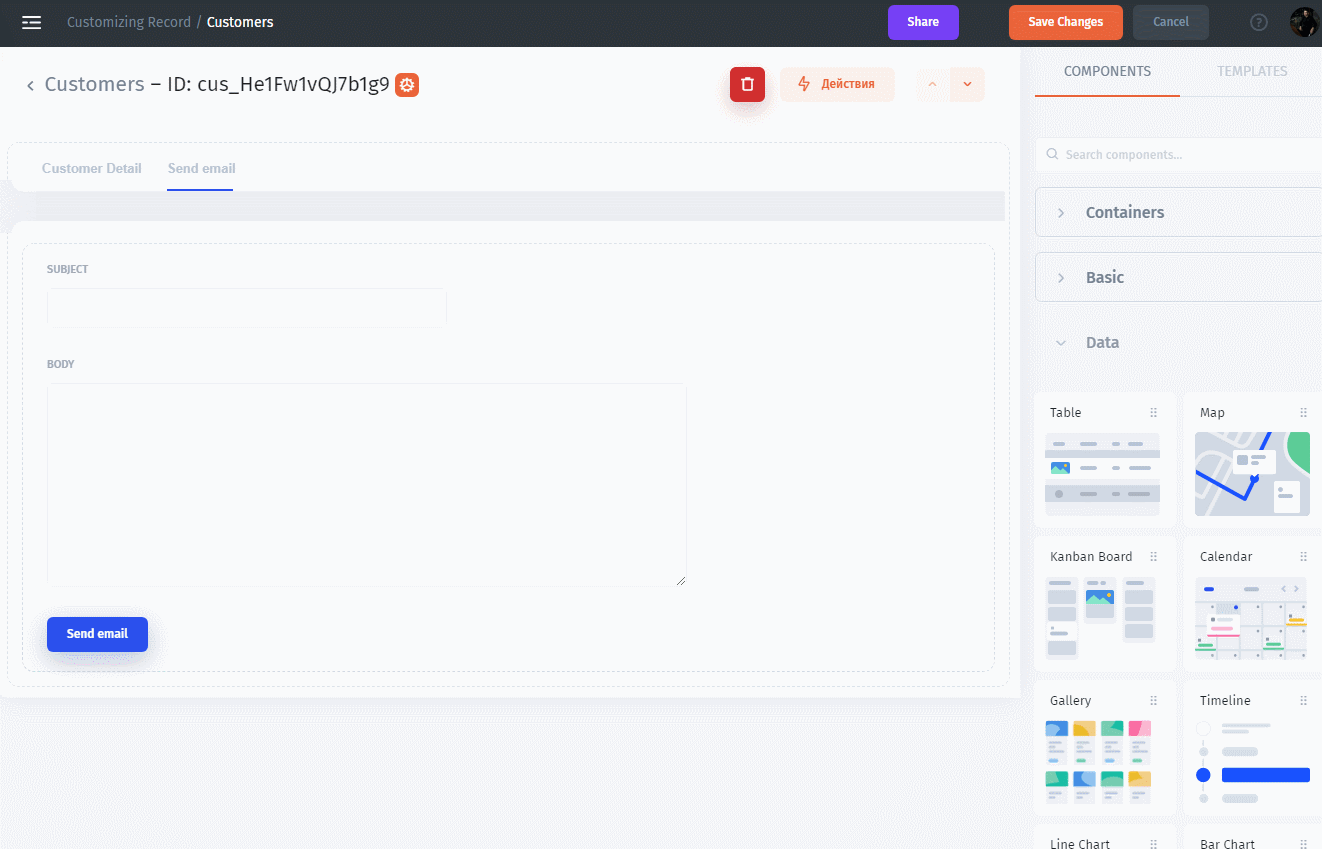 Customizing Record / Customers
Share
Save Changes
Cancel
?
Customers – ID: cus_He1Fw1vQJ7b1g9
Действия
COMPONENTS
TEMPLATES
Search components...
Customer Detail
Send email
Containers
Basic
Data
SUBJECT
BODY
Send email
Table
Map
Kanban Board
Calendar
Gallery
Timeline
Line Chart
Bar Chart